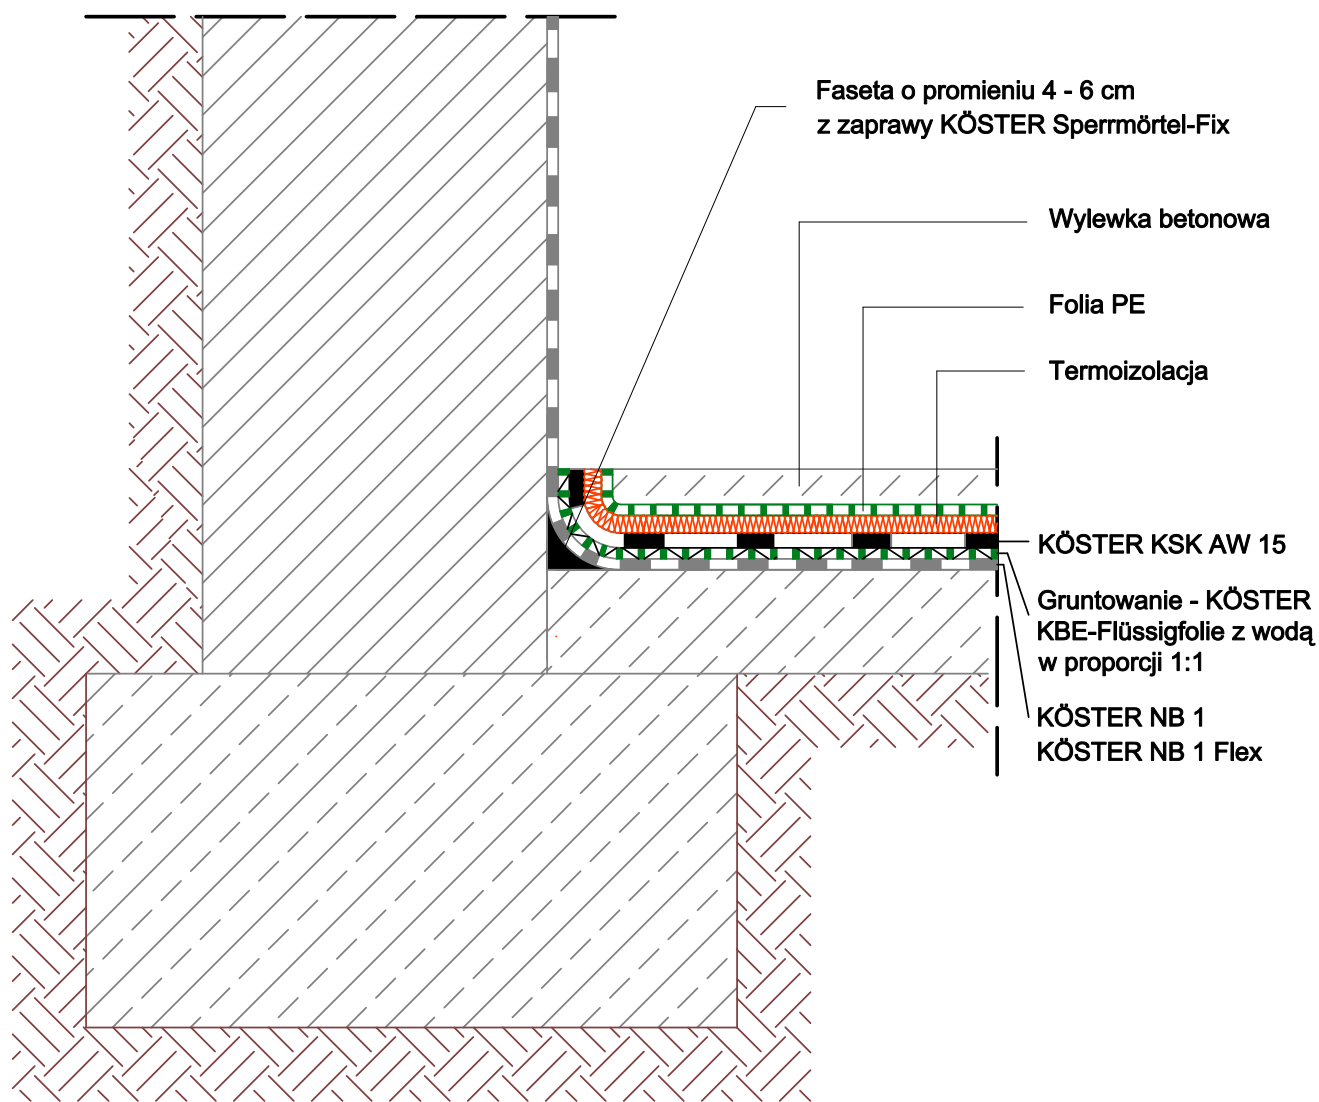 Faseta o promieniu 4 - 6 cm
z zaprawy KÖSTER Sperrmörtel-Fix
Wylewka betonowa
Folia PE
Termoizolacja
KÖSTER KSK AW 15
Gruntowanie - KÖSTER
KBE-Flüssigfolie z wodą
w proporcji 1:1
KÖSTER NB 1
KÖSTER NB 1 Flex